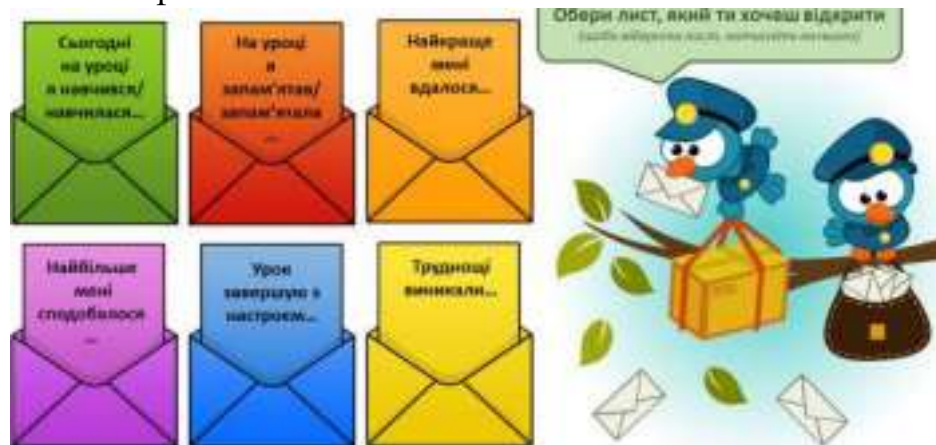 Сьогодні
на уроці
я навчився/
навчилася...
На уроці
я
запам'ятав/
запам'ятала
...
Найкраще
мені
вдалося...
Обери лист, який ти хочеш відкрити
Найбільше
мені
сподобалося
...
Урок
завершую з
настроєм...
Труднощі
виникали...